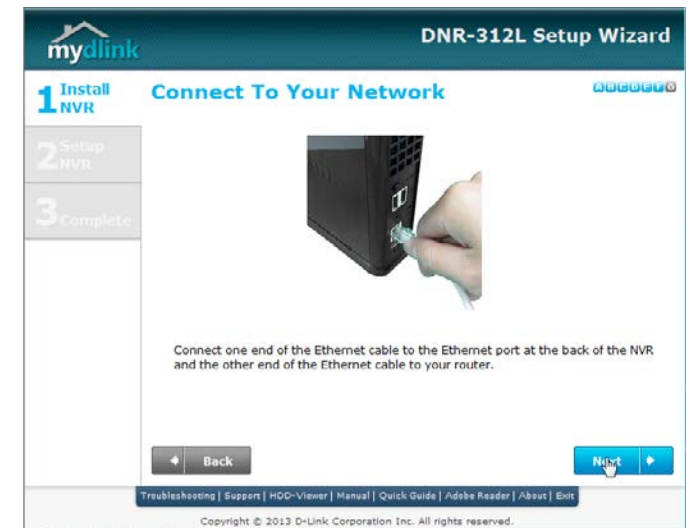 mydlink
DNR-312L Setup Wizard
1 Install
NVR
Connect To Your Network
A B C D E F G
2 Setup
NVR
3 Complete
Connect one end of the Ethernet cable to the Ethernet port at the back of the NVR
and the other end of the Ethernet cable to your router.
Back
Next
Troubleshooting | Support | HDD-Viewer | Manual | Quick Guide | Adobe Reader | About | Exit
Copyright © 2013 D-Link Corporation Inc. All rights reserved.